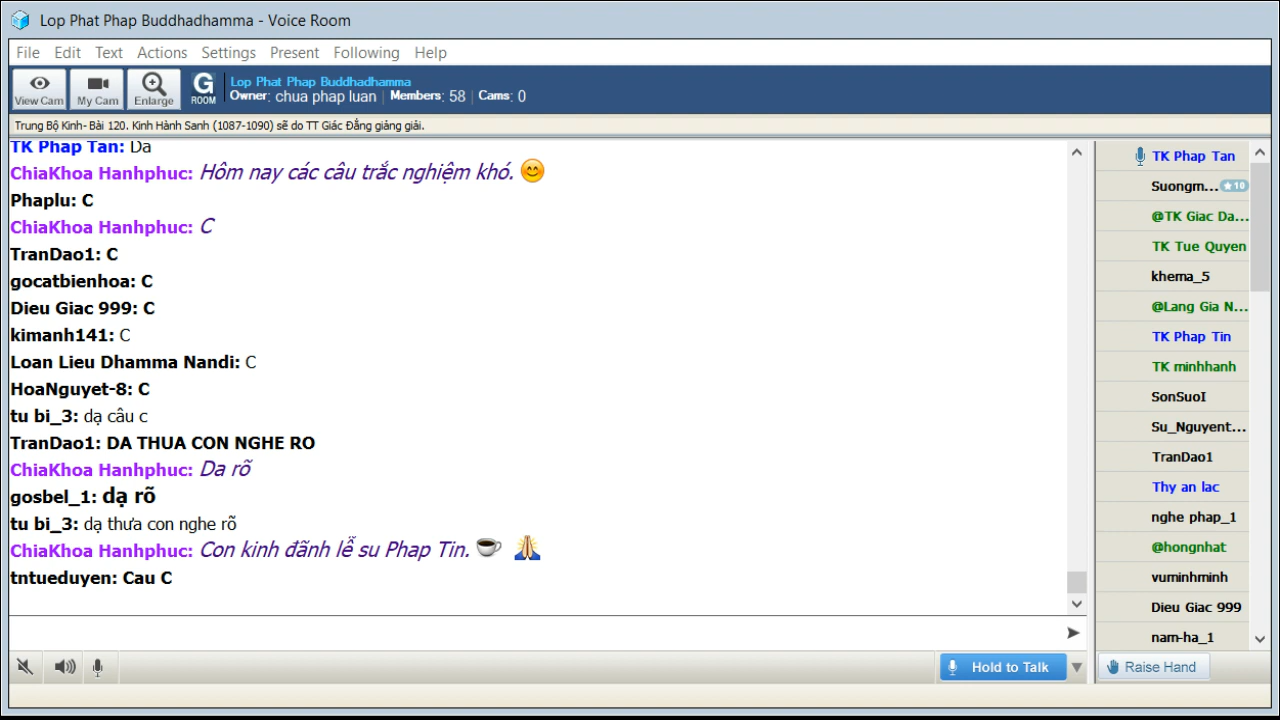 Lop Phat Phap Buddhadhamma - Voice Room
File Edit Text Actions Settings Present Following Help
View Cam My Cam Enlarge G ROOM
Lop Phat Phap Buddhadhamma
Owner: chua phap luan | Members: 58 | Cams: 0
Trung Bộ Kinh- Bài 120. Kinh Hành Sanh (1087-1090) sẽ do TT Giác Đẳng giảng giải.
TK Phap Tan: Da
ChiaKhoa Hanhphuc: Hôm nay các câu trắc nghiệm khó. 😊
Phaplu: C
ChiaKhoa Hanhphuc: C
TranDao1: C
gocatbienhoa: C
Dieu Giac 999: C
kimanh141: C
Loan Lieu Dhamma Nandi: C
HoaNguyet-8: C
tu bi_3: dạ câu c
TranDao1: DA THUA CON NGHE RO
ChiaKhoa Hanhphuc: Da rõ
gosbel_1: dạ rõ
tu bi_3: dạ thưa con nghe rõ
ChiaKhoa Hanhphuc: Con kinh đãnh lễ su Phap Tin. ☕ 🙏
tntueduyen: Cau C
Hold to Talk
TK Phap Tan
Suongm... ★10
@TK Giac Da...
TK Tue Quyen
khema_5
@Lang Gia N...
TK Phap Tin
TK minhhanh
SonSuoI
Su_Nguyent...
TranDao1
Thy an lac
nghe phap_1
@hongnhat
vuminhminh
Dieu Giac 999
nam-ha_1
Raise Hand